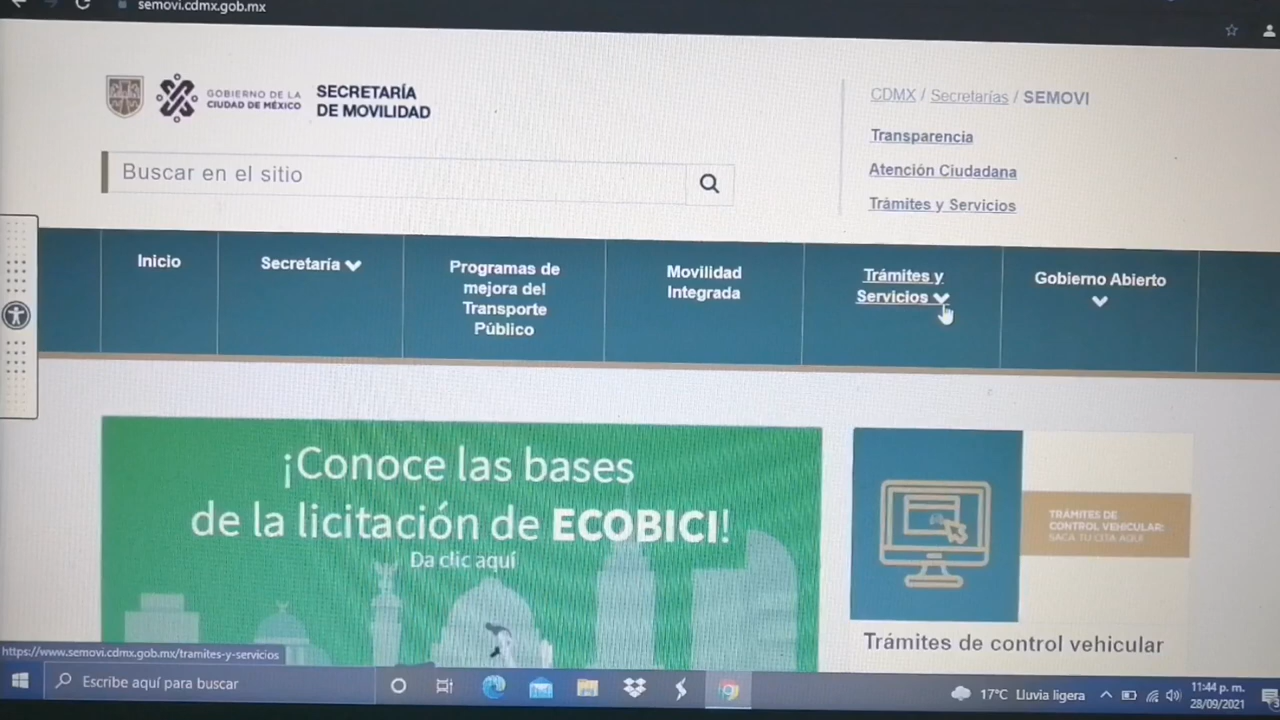 semovi.cdmx.gob.mx
GOBIERNO DE LA
CIUDAD DE MÉXICO
SECRETARÍA
DE MOVILIDAD
CDMX / Secretarías / SEMOVI
Transparencia
Atención Ciudadana
Trámites y Servicios
Buscar en el sitio
Inicio
Secretaría
Programas de
mejora del
Transporte
Público
Movilidad
Integrada
Trámites y
Servicios
Gobierno Abierto
¡Conoce las bases
de la licitación de ECOBICI!
Da clic aquí
TRÁMITES DE
CONTROL VEHICULAR:
SACA TU CITA AQUÍ
Trámites de control vehicular
https://www.semovi.cdmx.gob.mx/tramites-y-servicios
Escribe aquí para buscar
17°C Lluvia ligera
11:44 p. m.
28/09/2021